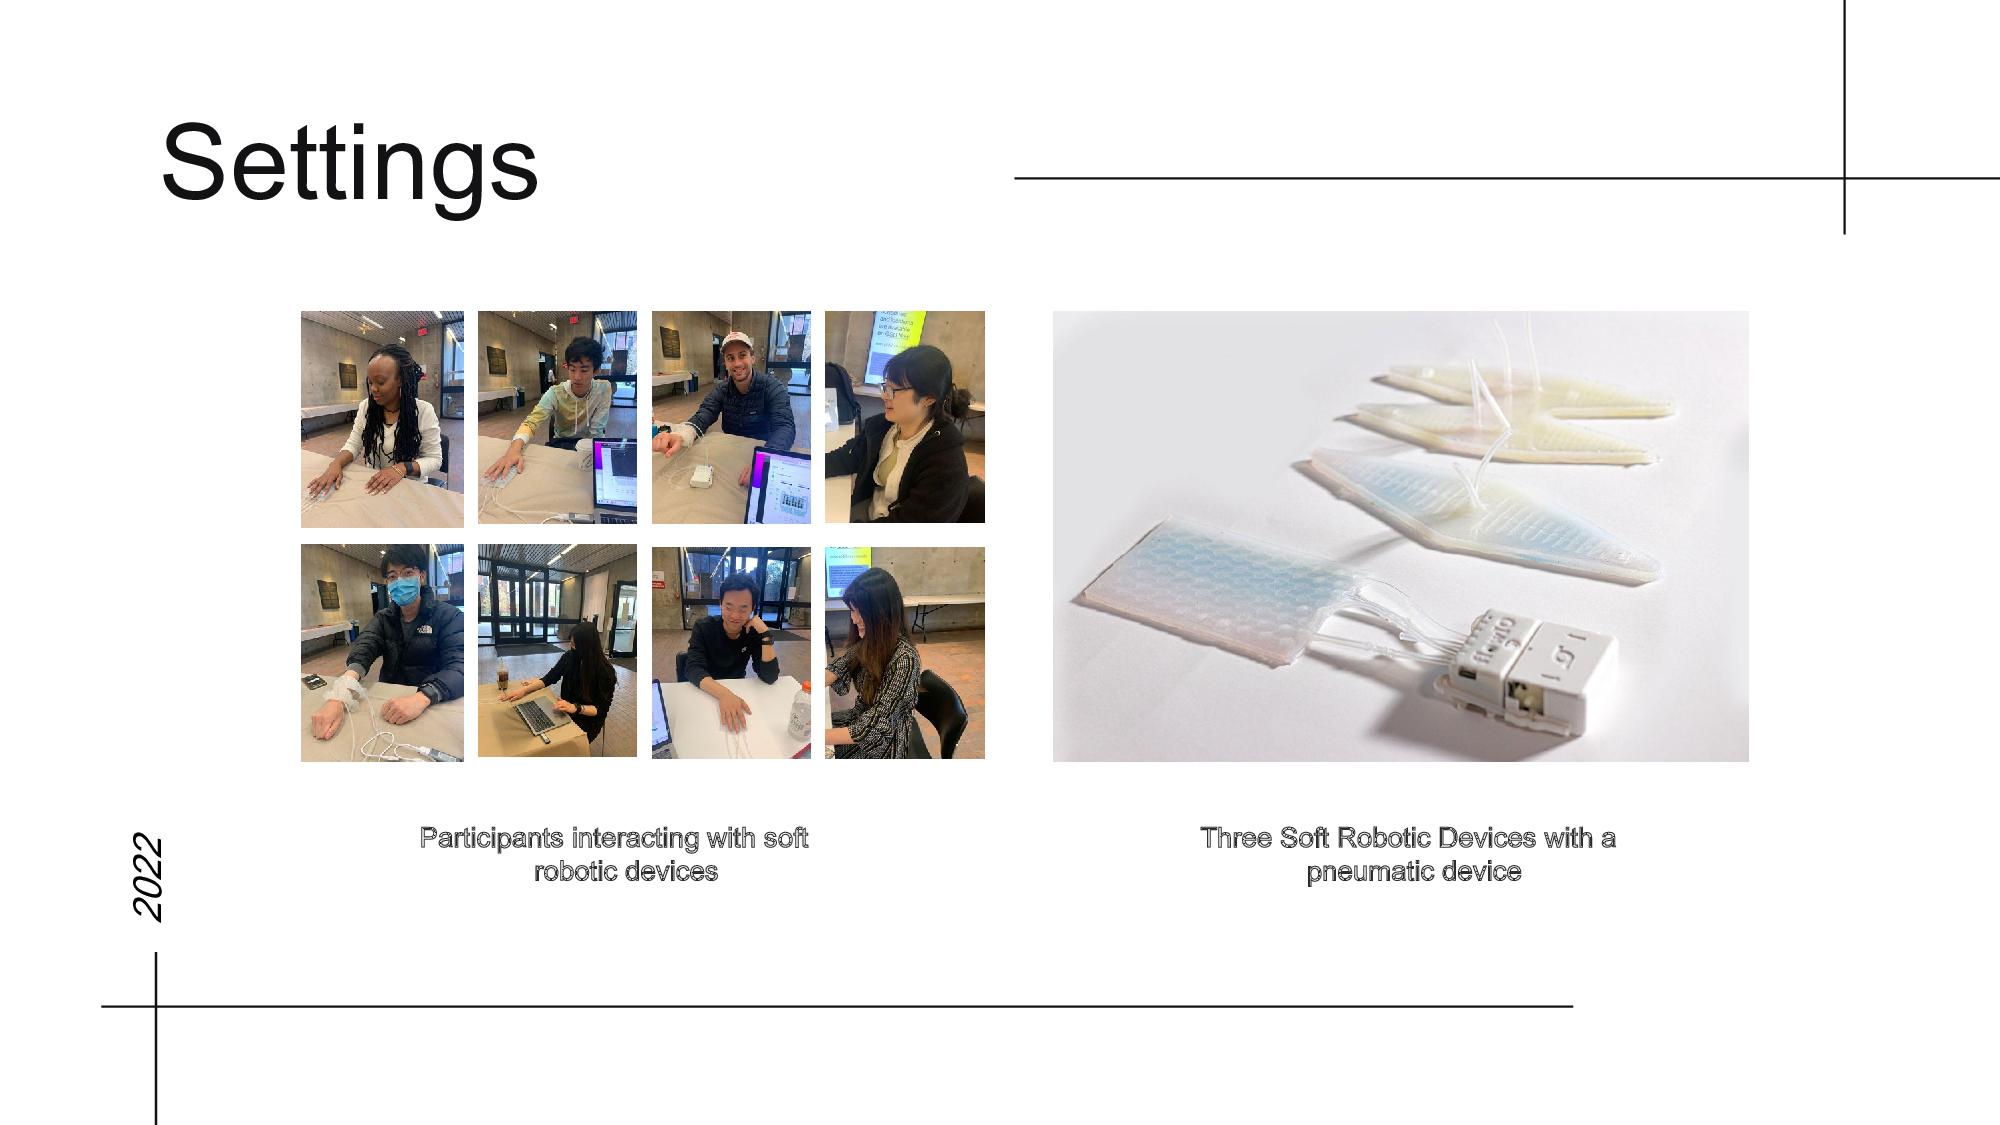 Settings
Participants interacting with soft
robotic devices
Three Soft Robotic Devices with a
pneumatic device
2022